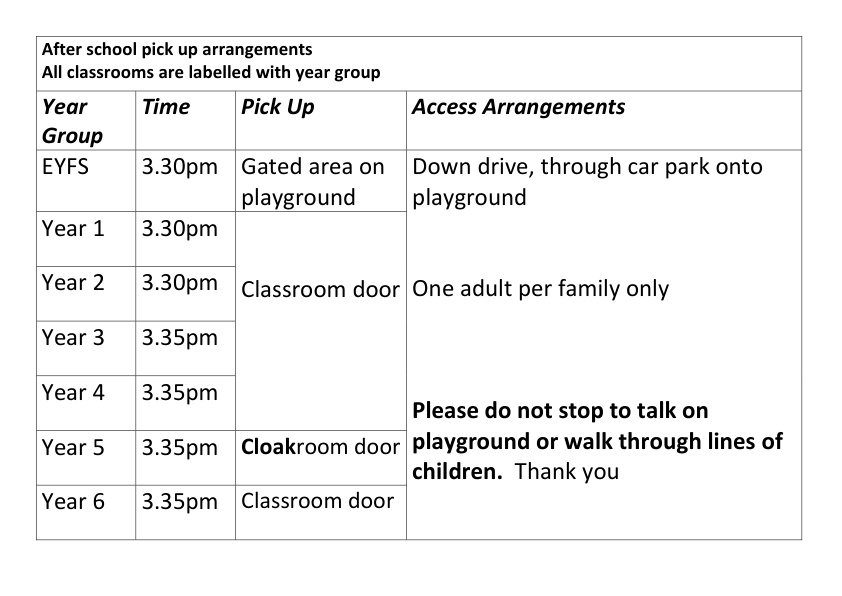 After school pick up arrangements
All classrooms are labelled with year group
Year Group
Time
Pick Up
Access Arrangements
EYFS
3.30pm
Gated area on
playground
Down drive, through car park onto
playground
Year 1
3.30pm
Year 2
3.30pm
Classroom door
One adult per family only
Year 3
3.35pm
Year 4
3.35pm
Please do not stop to talk on
playground or walk through lines of
children.  Thank you
Year 5
3.35pm
Cloakroom door
Year 6
3.35pm
Classroom door